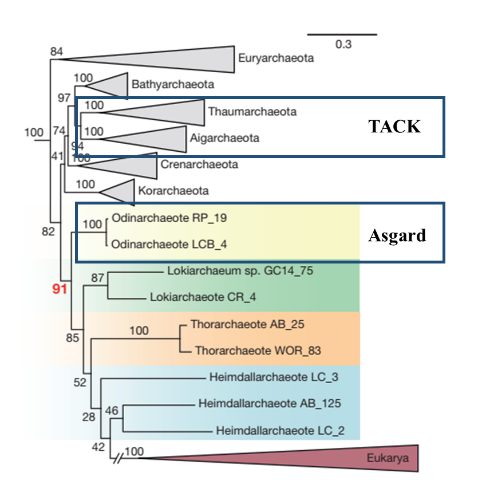 84
0.3
Euryarchaeota
100
Bathyarchaeota
97
100
Thaumarchaeota
TACK
100
74
100
Aigarchaeota
94
41
100
Crenarchaeota
100
Korarchaeota
82
Odinarchaeote RP_19
100
Asgard
Odinarchaeote LCB_4
Lokiarchaeum sp. GC14_75
87
91
Lokiarchaeote CR_4
Thorarchaeote AB_25
100
85
Thorarchaeote WOR_83
Heimdallarchaeote LC_3
52
Heimdallarchaeote AB_125
28
46
Heimdallarchaeote LC_2
42
100
Eukarya